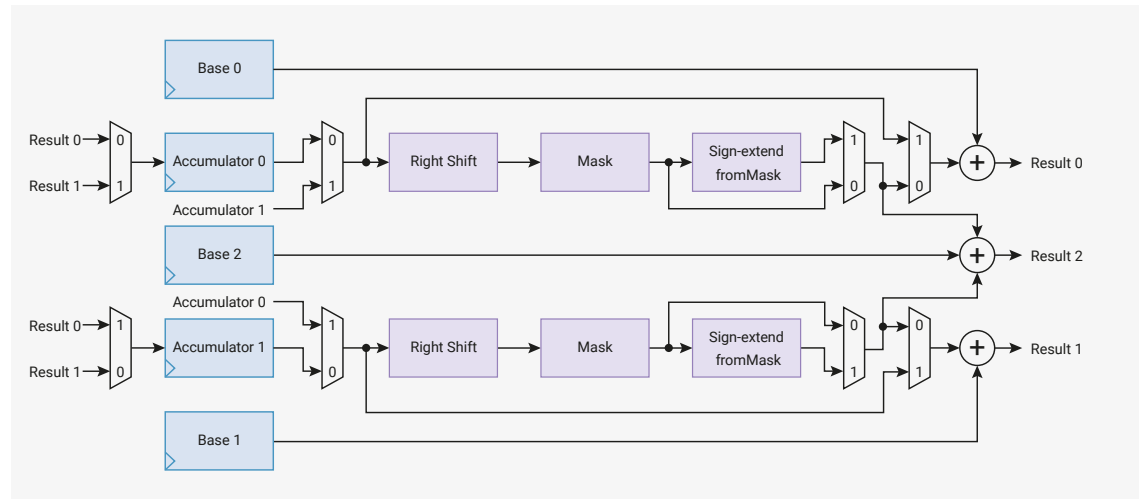 Base 0
Result 0
0
Result 1
1
Accumulator 0
0
1
Accumulator 1
Right Shift
Mask
Sign-extend
fromMask
1
0
1
0
+
Result 0
Base 2
+
Result 2
Accumulator 0
Result 0
1
Result 1
0
Accumulator 1
1
0
Right Shift
Mask
Sign-extend
fromMask
0
1
0
1
+
Result 1
Base 1